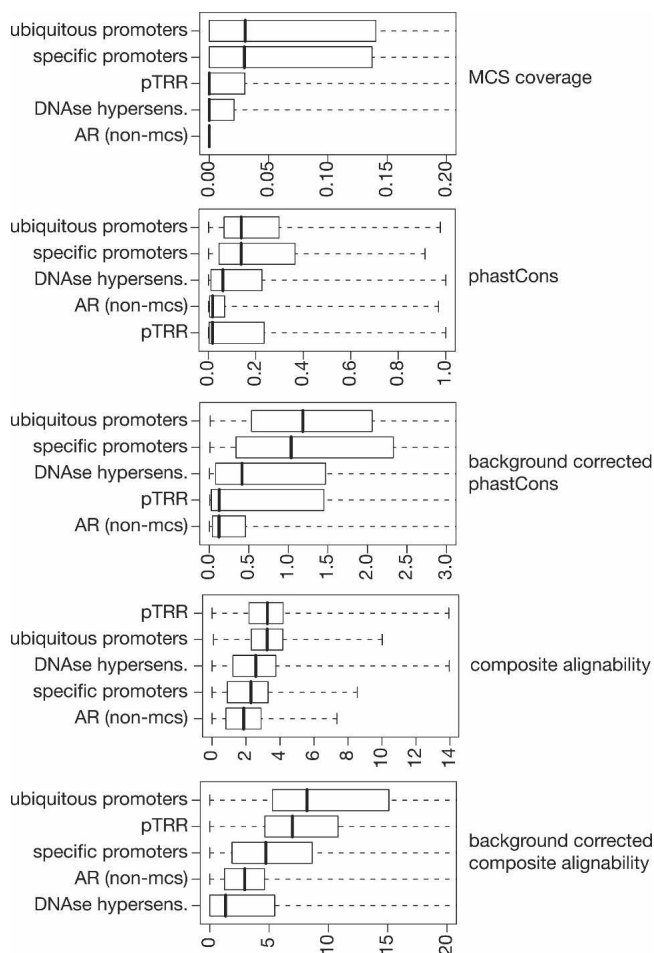 ubiquitous promoters
specific promoters
pTRR
DNAse hypersens.
AR (non-mcs)
MCS coverage
0.00 0.05 0.10 0.15 0.20
ubiquitous promoters
specific promoters
DNAse hypersens.
AR (non-mcs)
pTRR
phastCons
0.0 0.2 0.4 0.6 0.8 1.0
ubiquitous promoters
specific promoters
DNAse hypersens.
pTRR
AR (non-mcs)
background corrected
phastCons
0.0 0.5 1.0 1.5 2.0 2.5 3.0
pTRR
ubiquitous promoters
DNAse hypersens.
specific promoters
AR (non-mcs)
composite alignability
0 2 4 6 8 10 12 14
ubiquitous promoters
pTRR
specific promoters
AR (non-mcs)
DNAse hypersens.
background corrected
composite alignability
0 5 10 15 20